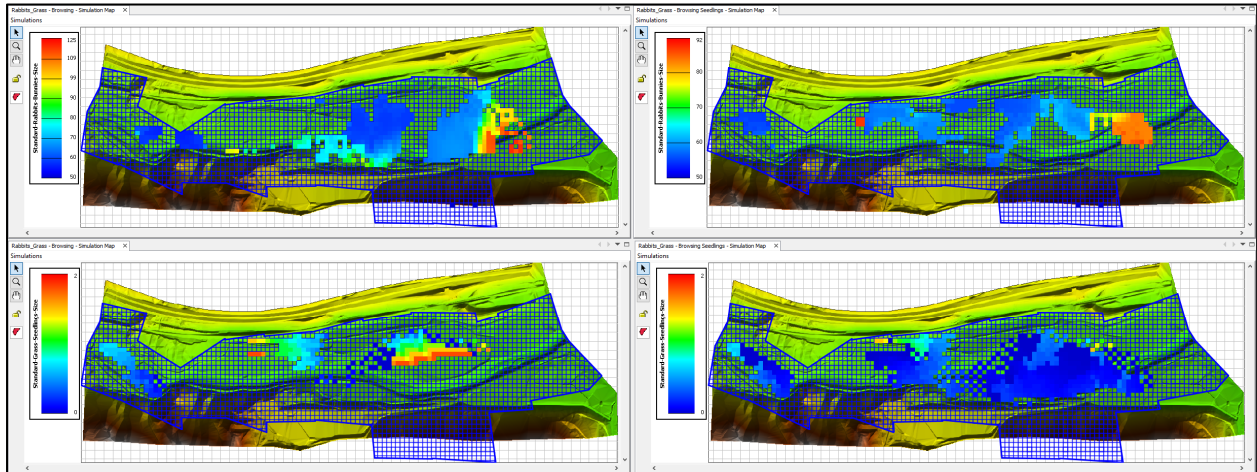 Rabbits_Grass - Browsing - Simulation Map X
Simulations
Standard-Rabbits-Bunnies-Size
125
109
99
90
80
70
60
50
Rabbits_Grass - Browsing Seedlings - Simulation Map X
Simulations
Standard-Rabbits-Bunnies-Size
92
80
70
60
50
Rabbits_Grass - Browsing - Simulation Map X
Simulations
Standard-Grass-Seedlings-Size
2
0
Rabbits_Grass - Browsing Seedlings - Simulation Map X
Simulations
Standard-Grass-Seedlings-Size
2
0